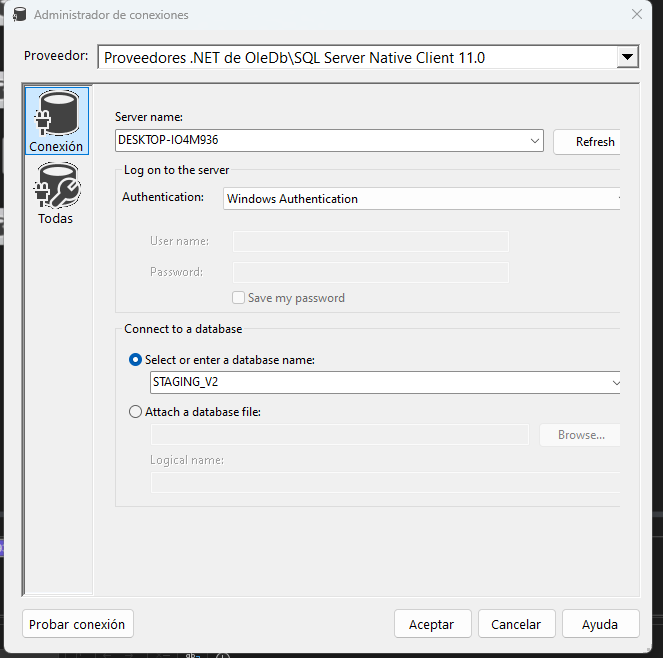 Administrador de conexiones
Proveedor: Proveedores .NET de OleDb\SQL Server Native Client 11.0
Conexión
Todas
Server name:
DESKTOP-IO4M936
Refresh
Log on to the server
Authentication: Windows Authentication
User name:
Password:
Save my password
Connect to a database
Select or enter a database name:
STAGING_V2
Attach a database file:
Browse...
Logical name:
Probar conexión Aceptar Cancelar Ayuda